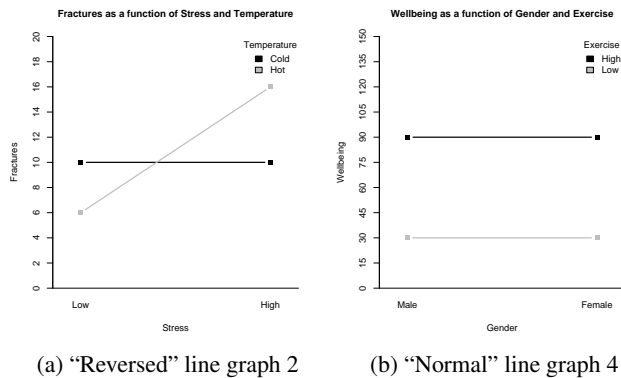 Fractures as a function of Stress and Temperature
20
18
16
14
12
10
8
6
4
2
0
Fractures
Temperature
Cold
Hot
Low
High
Stress
(a) “Reversed” line graph 2
Wellbeing as a function of Gender and Exercise
150
135
120
105
90
75
60
45
30
15
0
Wellbeing
Exercise
High
Low
Male
Female
Gender
(b) “Normal” line graph 4